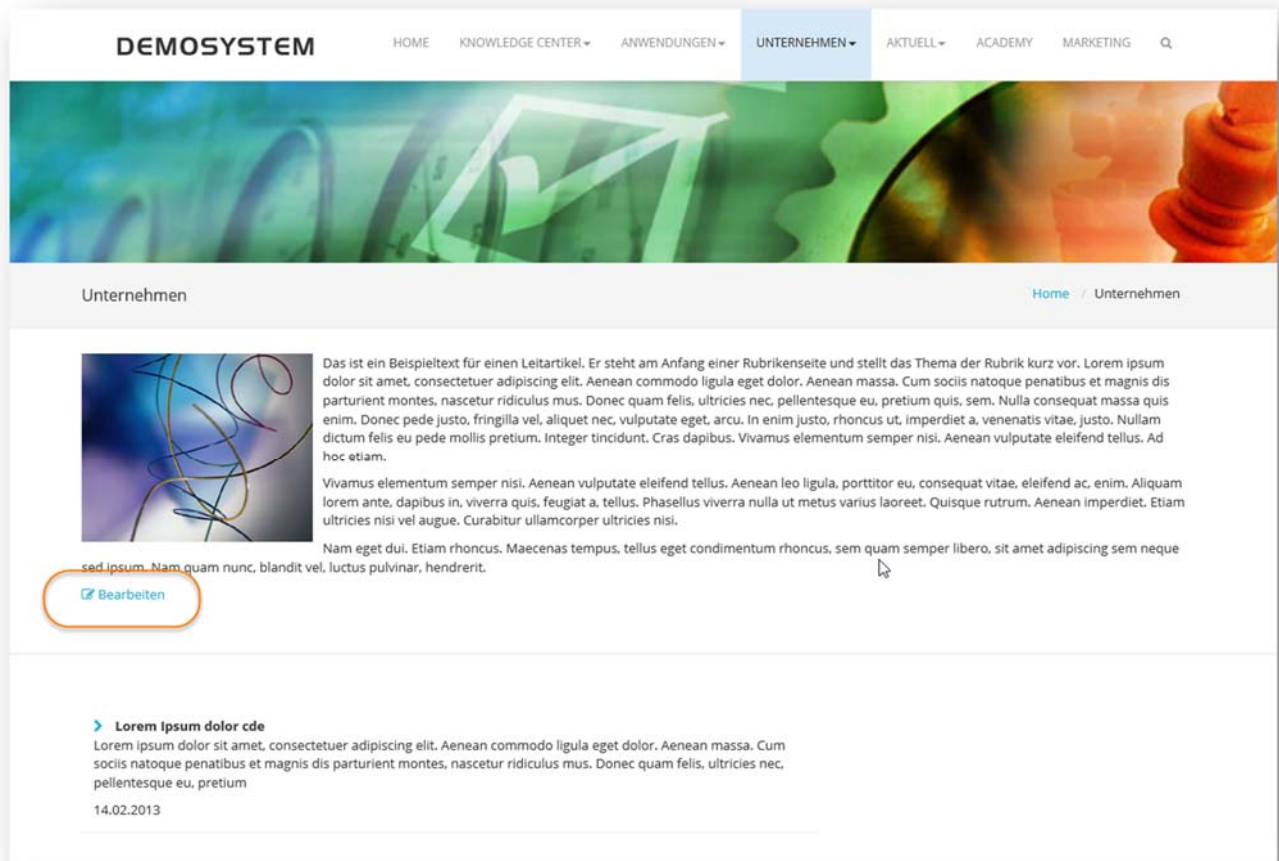 DEMOSYSTEM
HOME KNOWLEDGE CENTER ANWENDUNGEN UNTERNEHMEN AKTUELL ACADEMY MARKETING
Unternehmen
Home / Unternehmen
Das ist ein Beispieltext für einen Leitartikel. Er steht am Anfang einer Rubrikenseite und stellt das Thema der Rubrik kurz vor. Lorem ipsum
dolor sit amet, consectetuer adipiscing elit. Aenean commodo ligula eget dolor. Aenean massa. Cum sociis natoque penatibus et magnis dis
parturient montes, nascetur ridiculus mus. Donec quam felis, ultricies nec, pellentesque eu, pretium quis, sem. Nulla consequat massa quis
enim. Donec pede justo, fringilla vel, aliquet nec, vulputate eget, arcu. In enim justo, rhoncus ut, imperdiet a, venenatis vitae, justo. Nullam
dictum felis eu pede mollis pretium. Integer tincidunt. Cras dapibus. Vivamus elementum semper nisi. Aenean vulputate eleifend tellus. Ad
hoc etiam.
Vivamus elementum semper nisi. Aenean vulputate eleifend tellus. Aenean leo ligula, porttitor eu, consequat vitae, eleifend ac, enim. Aliquam
lorem ante, dapibus in, viverra quis, feugiat a, tellus. Phasellus viverra nulla ut metus varius laoreet. Quisque rutrum. Aenean imperdiet. Etiam
ultricies nisi vel augue. Curabitur ullamcorper ultricies nisi.
Nam eget dui. Etiam rhoncus. Maecenas tempus, tellus eget condimentum rhoncus, sem quam semper libero, sit amet adipiscing sem neque
sed ipsum. Nam quam nunc, blandit vel, luctus pulvinar, hendrerit.
Bearbeiten
Lorem Ipsum dolor cde
Lorem ipsum dolor sit amet, consectetuer adipiscing elit. Aenean commodo ligula eget dolor. Aenean massa. Cum
sociis natoque penatibus et magnis dis parturient montes, nascetur ridiculus mus. Donec quam felis, ultricies nec,
pellentesque eu, pretium
14.02.2013